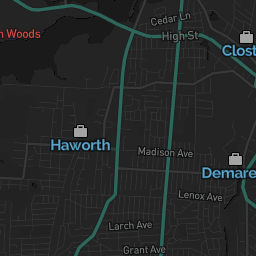 Cedar Ln
High St
n Woods
Clost
Haworth
Madison Ave
Demare
Lenox Ave
Larch Ave
Grant Ave